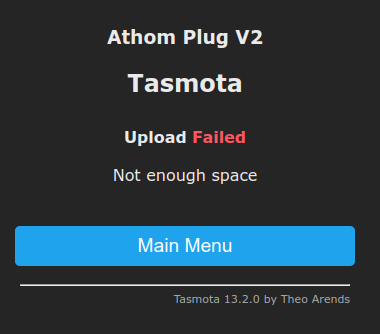 Athom Plug V2
Tasmota
Upload Failed
Not enough space
Main Menu
Tasmota 13.2.0 by Theo Arends